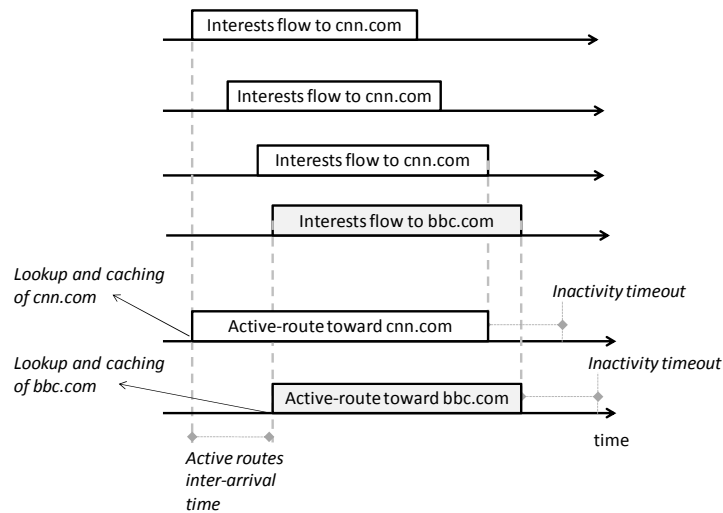 Interests flow to cnn.com
Interests flow to cnn.com
Interests flow to cnn.com
Interests flow to bbc.com
Lookup and caching
of cnn.com
Inactivity timeout
Active-route toward cnn.com
Lookup and caching
of bbc.com
Inactivity timeout
Active-route toward bbc.com
time
Active routes
inter-arrival
time